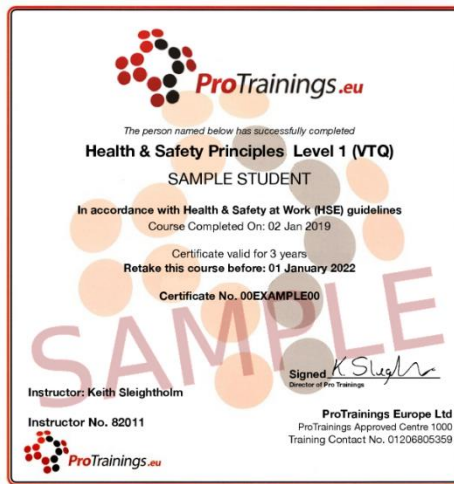 ProTrainings.eu
The person named below has successfully completed
Health & Safety Principles Level 1 (VTQ)
SAMPLE STUDENT
In accordance with Health & Safety at Work (HSE) guidelines
Course Completed On: 02 Jan 2019
Certificate valid for 3 years
Retake this course before: 01 January 2022
Certificate No. 00EXAMPLE00
SAMPLE
Signed K Sleigh
Director of Pro Trainings
Instructor: Keith Sleightholm
Instructor No. 82011
ProTrainings Europe Ltd
ProTrainings Approved Centre 1000
Training Contact No. 01206805359
ProTrainings.eu